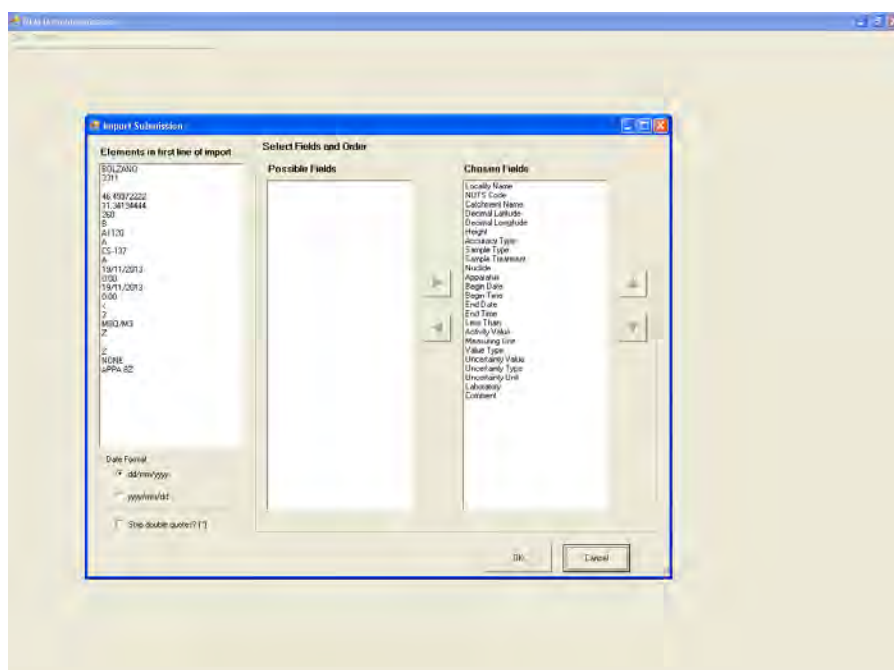 Import Submission
Elements in first line of import
BOLZANO
3311
46.49372222
11.34194444
260
B
A1120
A
CS-137
A
19/11/2013
0:00
19/11/2013
0:00
<
2
MBQ/M3
Z
Z
NONE
APPA BZ
Date Format
dd/mm/yyyy
yyyy/mm/dd
Strip double quotes? (")
Select Fields and Order
Possible Fields
Chosen Fields
Locality Name
NUTS Code
Catchment Name
Decimal Latitude
Decimal Longitude
Height
Accuracy Type
Sample Type
Sample Treatment
Nuclide
Apparatus
Begin Date
Begin Time
End Date
End Time
Less Than
Activity Value
Measuring Unit
Value Type
Uncertainty Value
Uncertainty Type
Uncertainty Unit
Laboratory
Comment
OK
Cancel